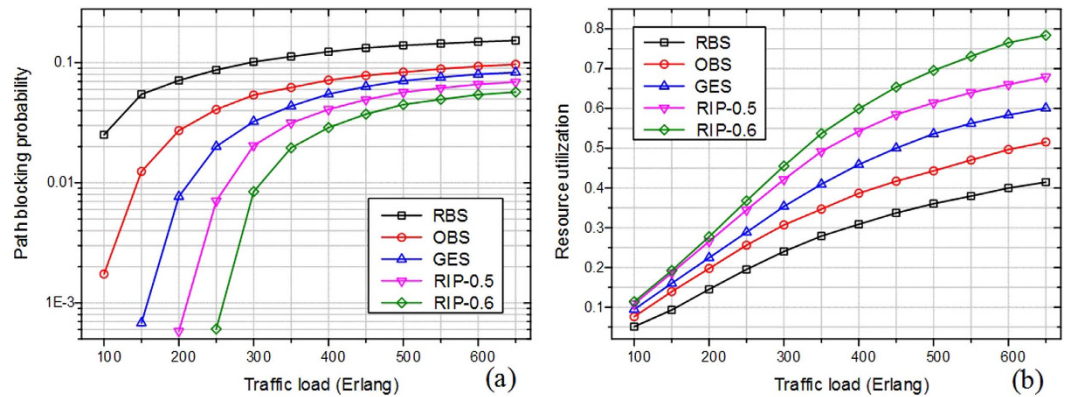 Path blocking probability
0.1
0.01
1E-3
RBS
OBS
GES
RIP-0.5
RIP-0.6
100 200 300 400 500 600
Traffic load (Erlang)
(a)
Resource utilization
0.8
0.7
0.6
0.5
0.4
0.3
0.2
0.1
RBS
OBS
GES
RIP-0.5
RIP-0.6
100 200 300 400 500 600
Traffic load (Erlang)
(b)